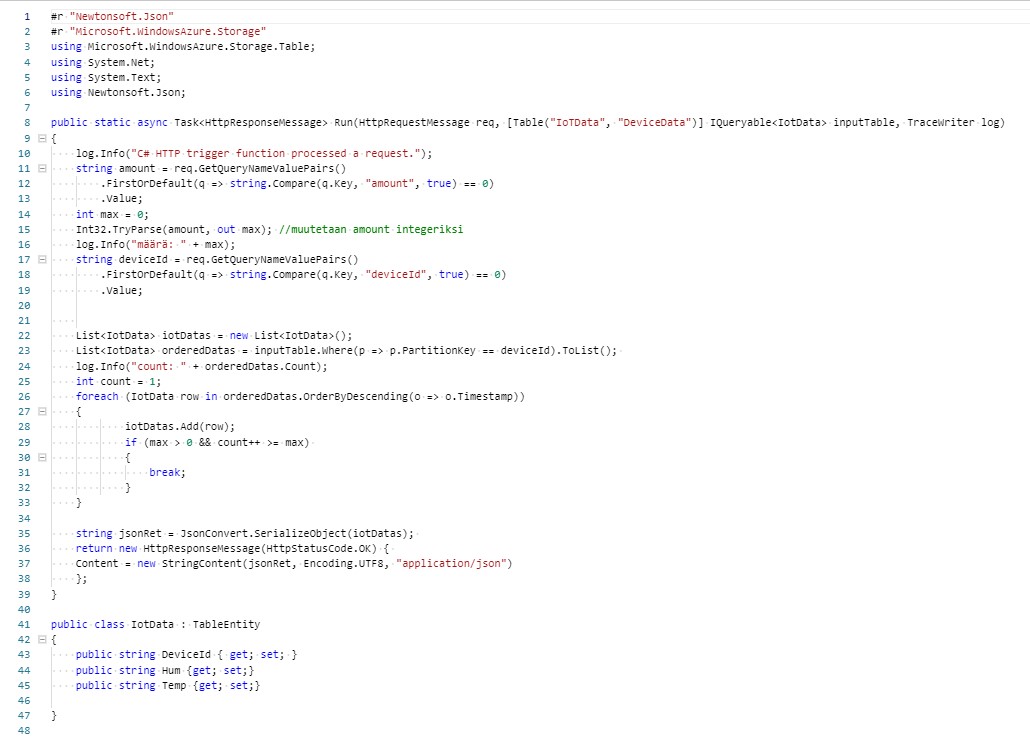 1 #r "Newtonsoft.Json"
2 #r "Microsoft.WindowsAzure.Storage"
3 using Microsoft.WindowsAzure.Storage.Table;
4 using System.Net;
5 using System.Text;
6 using Newtonsoft.Json;
7
8 public static async Task<HttpResponseMessage> Run(HttpRequestMessage req, [Table("IoTData", "DeviceData")] IQueryable<IotData> inputTable, TraceWriter log)
9 {
10     log.Info("C# HTTP trigger function processed a request.");
11     string amount = req.GetQueryNameValuePairs()
12         .FirstOrDefault(q => string.Compare(q.Key, "amount", true) == 0)
13         .Value;
14     int max = 0;
15     Int32.TryParse(amount, out max); //muutetaan amount integeriksi
16     log.Info("määrä: " + max);
17     string deviceId = req.GetQueryNameValuePairs()
18         .FirstOrDefault(q => string.Compare(q.Key, "deviceId", true) == 0)
19         .Value;
20
21
22     List<IotData> iotDatas = new List<IotData>();
23     List<IotData> orderedDatas = inputTable.Where(p => p.PartitionKey == deviceId).ToList();
24     log.Info("count: " + orderedDatas.Count);
25     int count = 1;
26     foreach (IotData row in orderedDatas.OrderByDescending(o => o.Timestamp))
27     {
28             iotDatas.Add(row);
29             if (max > 0 && count++ >= max)
30             {
31                 break;
32             }
33     }
34
35     string jsonRet = JsonConvert.SerializeObject(iotDatas);
36     return new HttpResponseMessage(HttpStatusCode.OK) {
37     Content = new StringContent(jsonRet, Encoding.UTF8, "application/json")
38     };
39 }
40
41 public class IotData : TableEntity
42 {
43     public string DeviceId { get; set; }
44     public string Hum {get; set;}
45     public string Temp {get; set;}
46
47 }
48